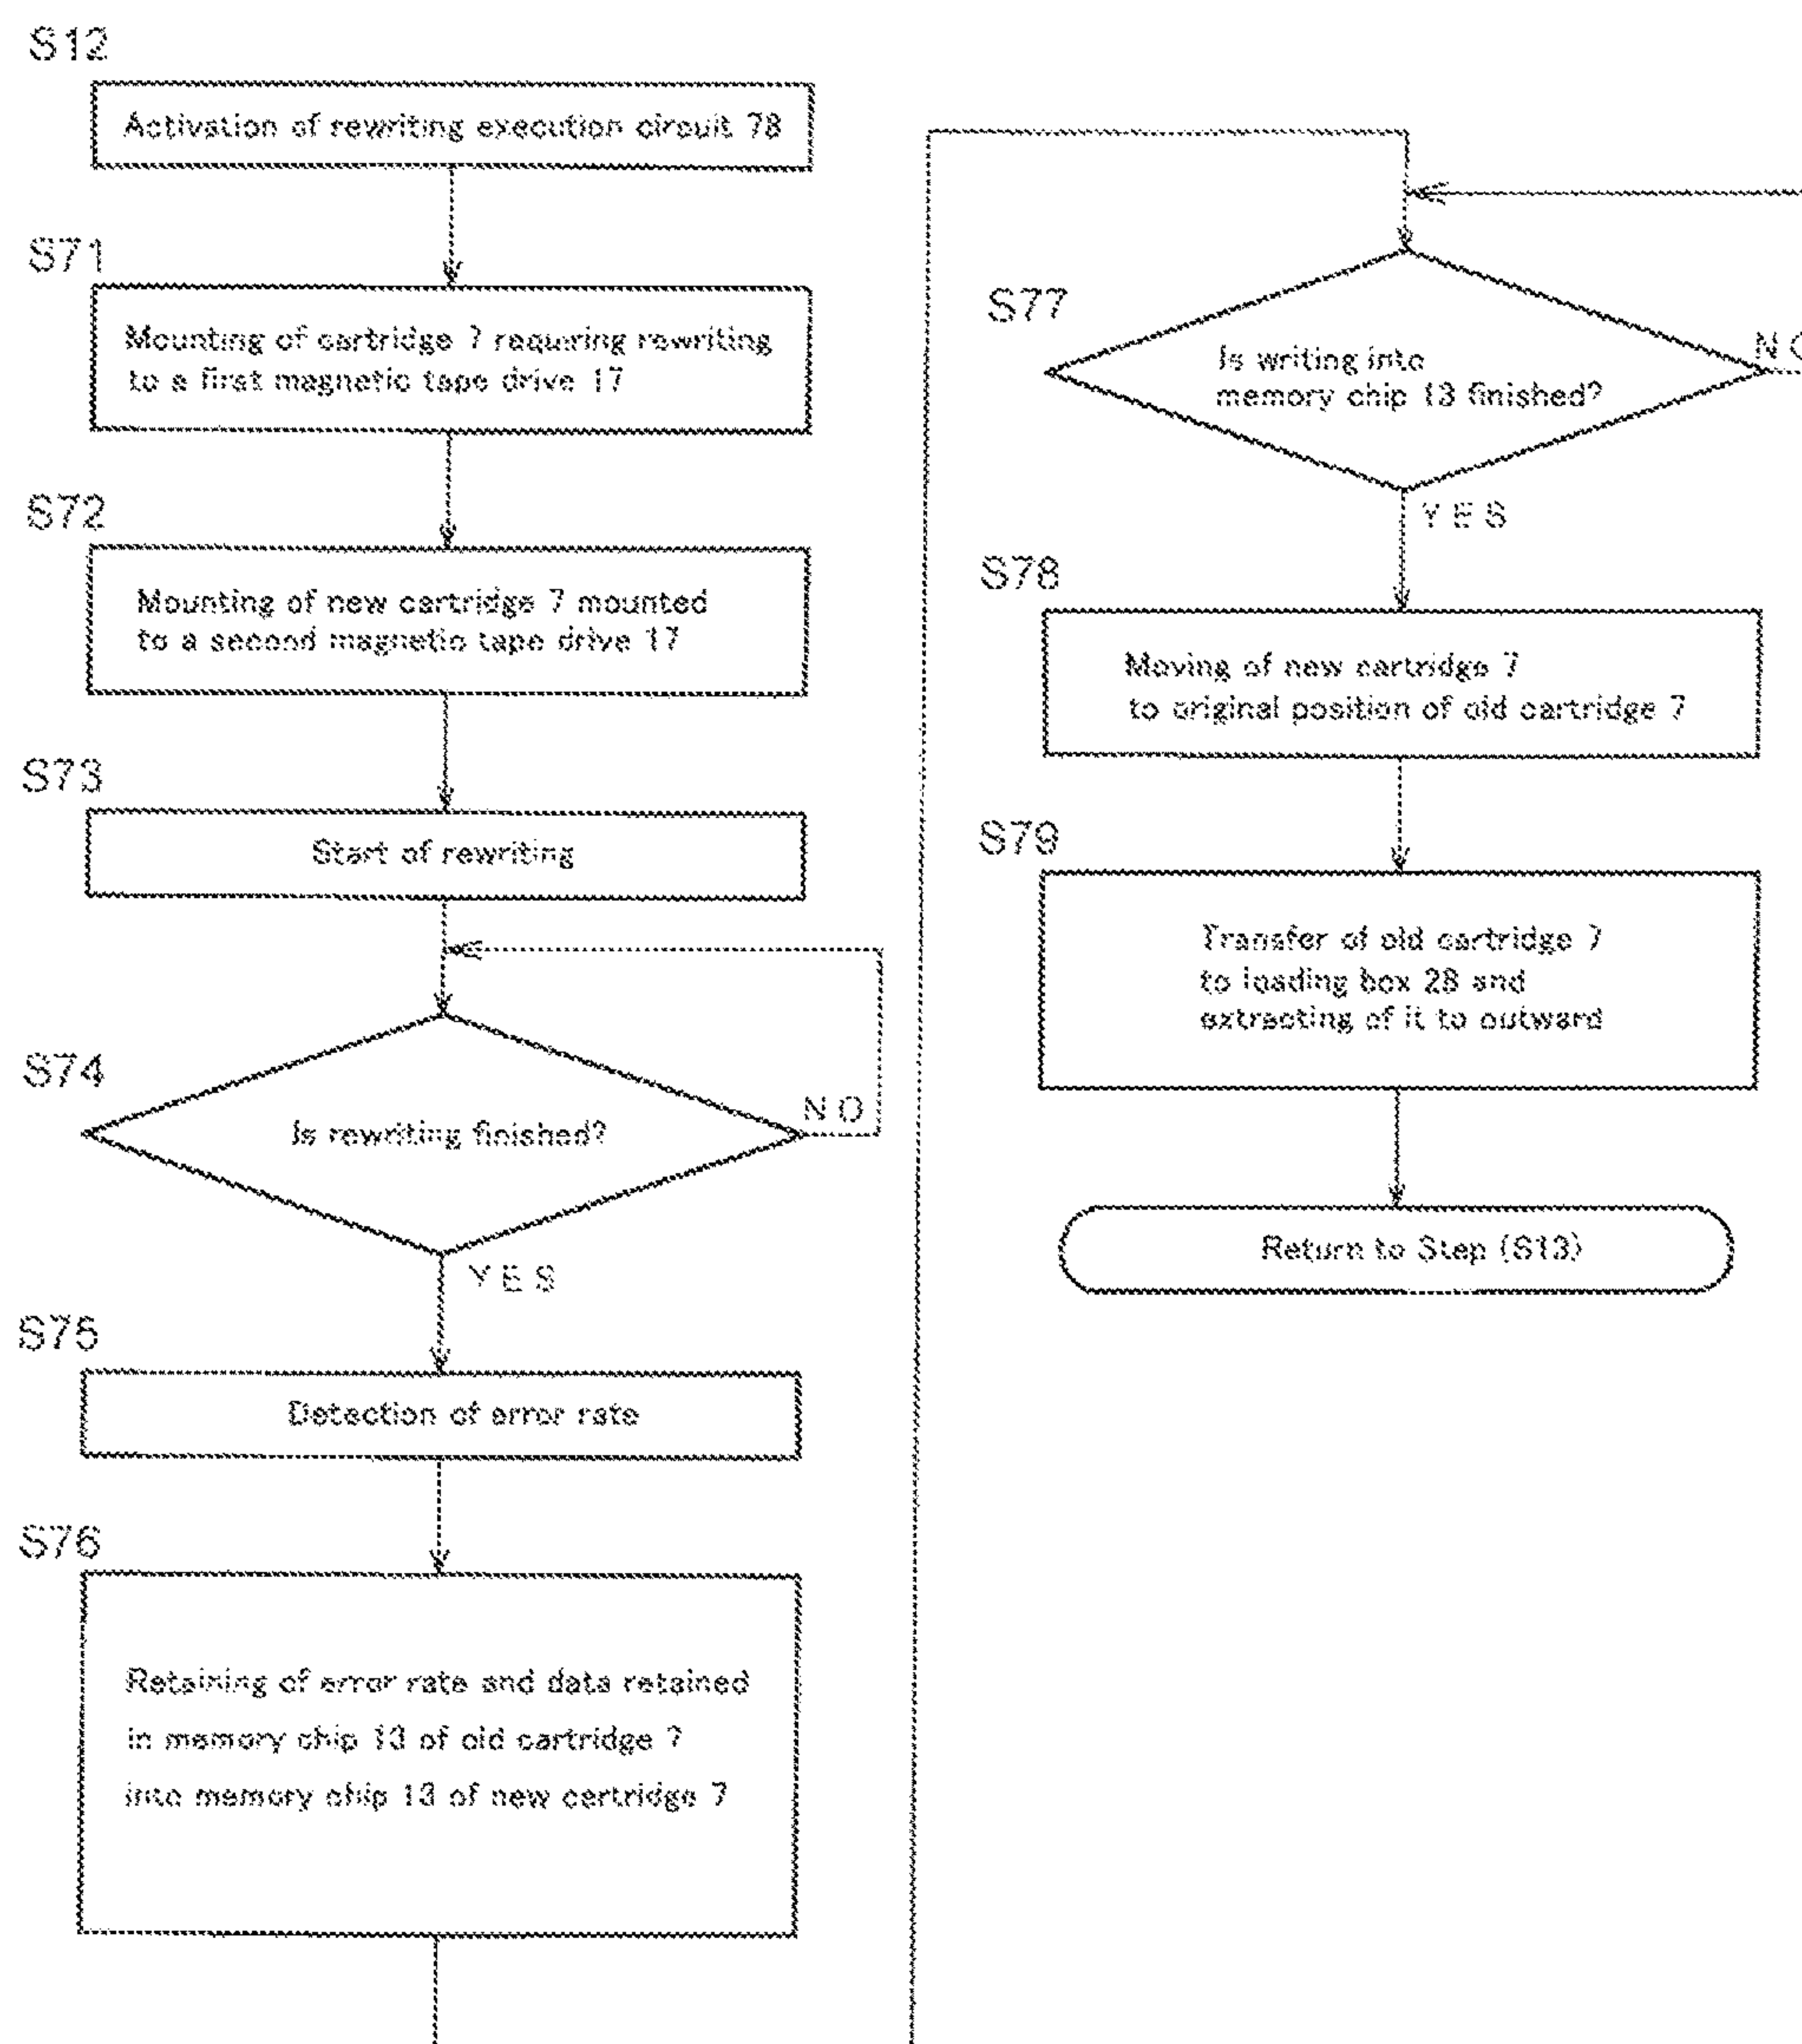 S12
Activation of rewriting execution circuit 78
S71
Mounting of cartridge 7 requiring rewriting
to a first magnetic tape drive 17
S72
Mounting of new cartridge 7 mounted
to a second magnetic tape drive 17
S73
Start of rewriting
S74
Is rewriting finished?
NO
YES
S75
Detection of error rate
S76
Retaining of error rate and data retained
in memory chip 13 of old cartridge 7
into memory chip 13 of new certridge 7
S77
Is writing into
memory chip 13 finished?
NO
YES
S78
Moving of new cartridge 7
to original position of old cartridge 7
S79
Transfer of old cartridge 7
to loading box 28 and
extracting of it to outward
Return to Step (S13)